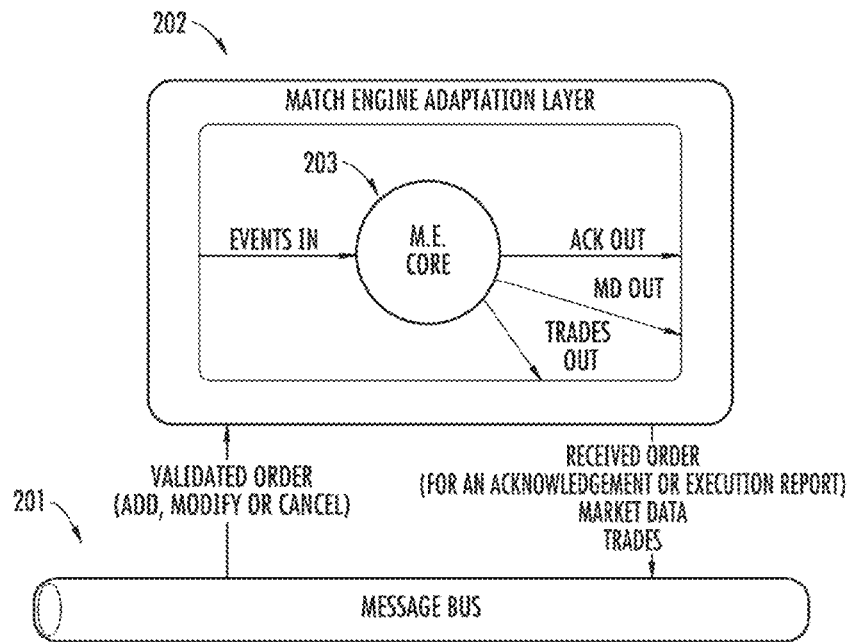 202
MATCH ENGINE ADAPTATION LAYER
203
EVENTS IN
M.E.
CORE
ACK OUT
MD OUT
TRADES
OUT
VALIDATED ORDER
(ADD, MODIFY OR CANCEL)
RECEIVED ORDER
(FOR AN ACKNOWLEDGEMENT OR EXECUTION REPORT)
MARKET DATA
TRADES
201
MESSAGE BUS